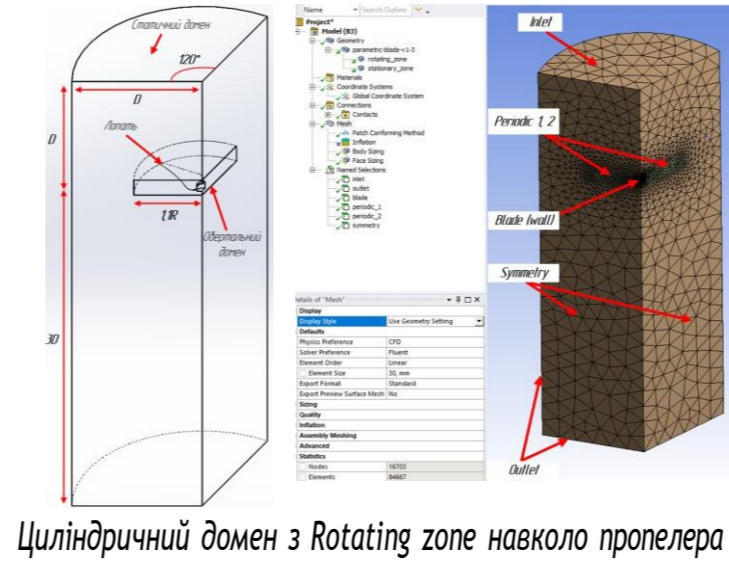 Статичний домен
120°
D
D
Лопать
1,1R
Обертальний
домен
3D
Name
Search Outline
Project*
Model (B3)
Geometry
parametric-blade-v1-3
rotating_zone
stationary_zone
Materials
Coordinate Systems
Global Coordinate System
Connections
Contacts
Mesh
Patch Conforming Method
Inflation
Body Sizing
Face Sizing
Named Selections
inlet
outlet
blade
periodic_1
periodic_2
symmetry
etails of "Mesh"
Display
Display Style Use Geometry Setting
Defaults
Physics Preference CFD
Solver Preference Fluent
Element Order Linear
Element Size 30, mm
Export Format Standard
Export Preview Surface Mesh No
Sizing
Quality
Inflation
Assembly Meshing
Advanced
Statistics
Nodes 16703
Elements 84667
Inlet
Periodic 1, 2
Blade (wall)
Symmetry
Outlet
Циліндричний домен з Rotating zone навколо пропелера